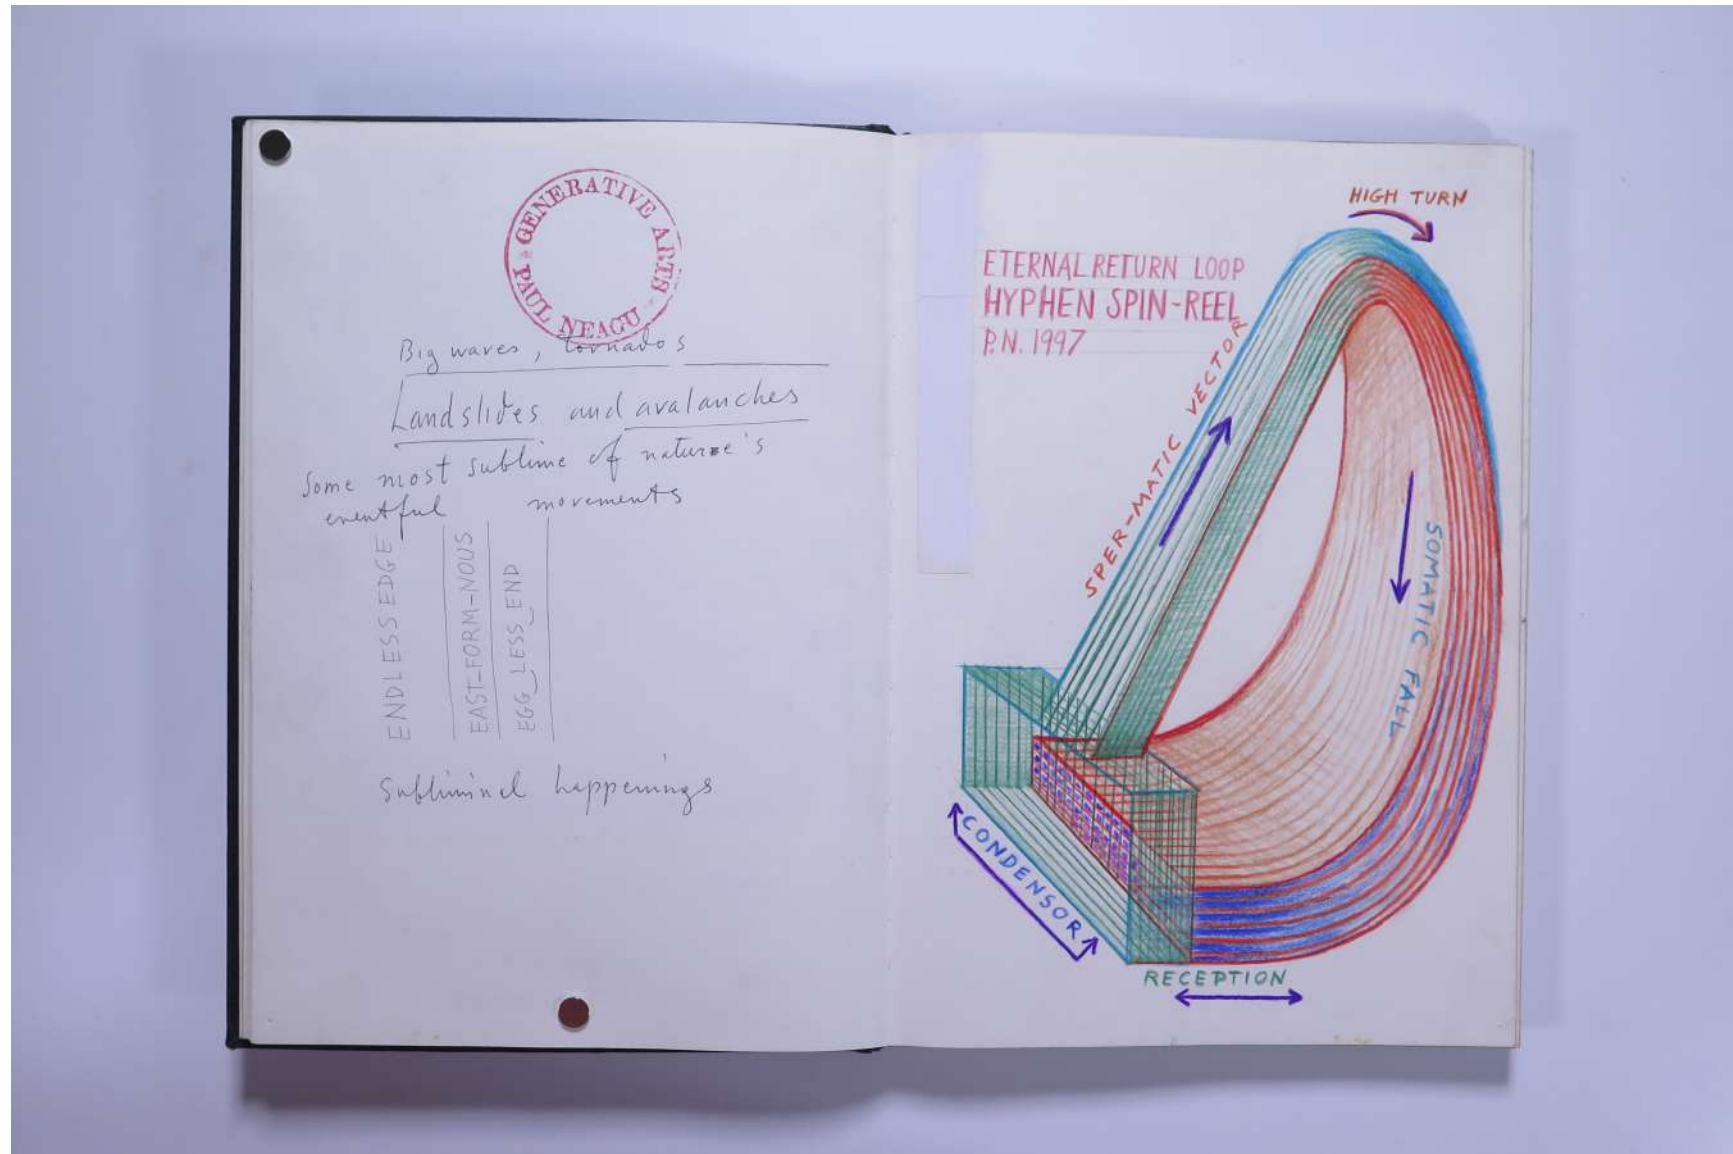 GENERATIVE ARTS
PAUL NEAGU
Big waves, tornados
Landslides and avalanches
Some most sublime of nature's
eventful movements
ENDLESS EDGE
EAST-FORM-NOUS
EGG_LESS_END
Subliminal happenings
HIGH TURN
ETERNAL RETURN LOOP
HYPHEN SPIN-REEL
P.N. 1997
SPER-MATIC VECTOR
SOMATIC FALL
CONDENSOR
RECEPTION